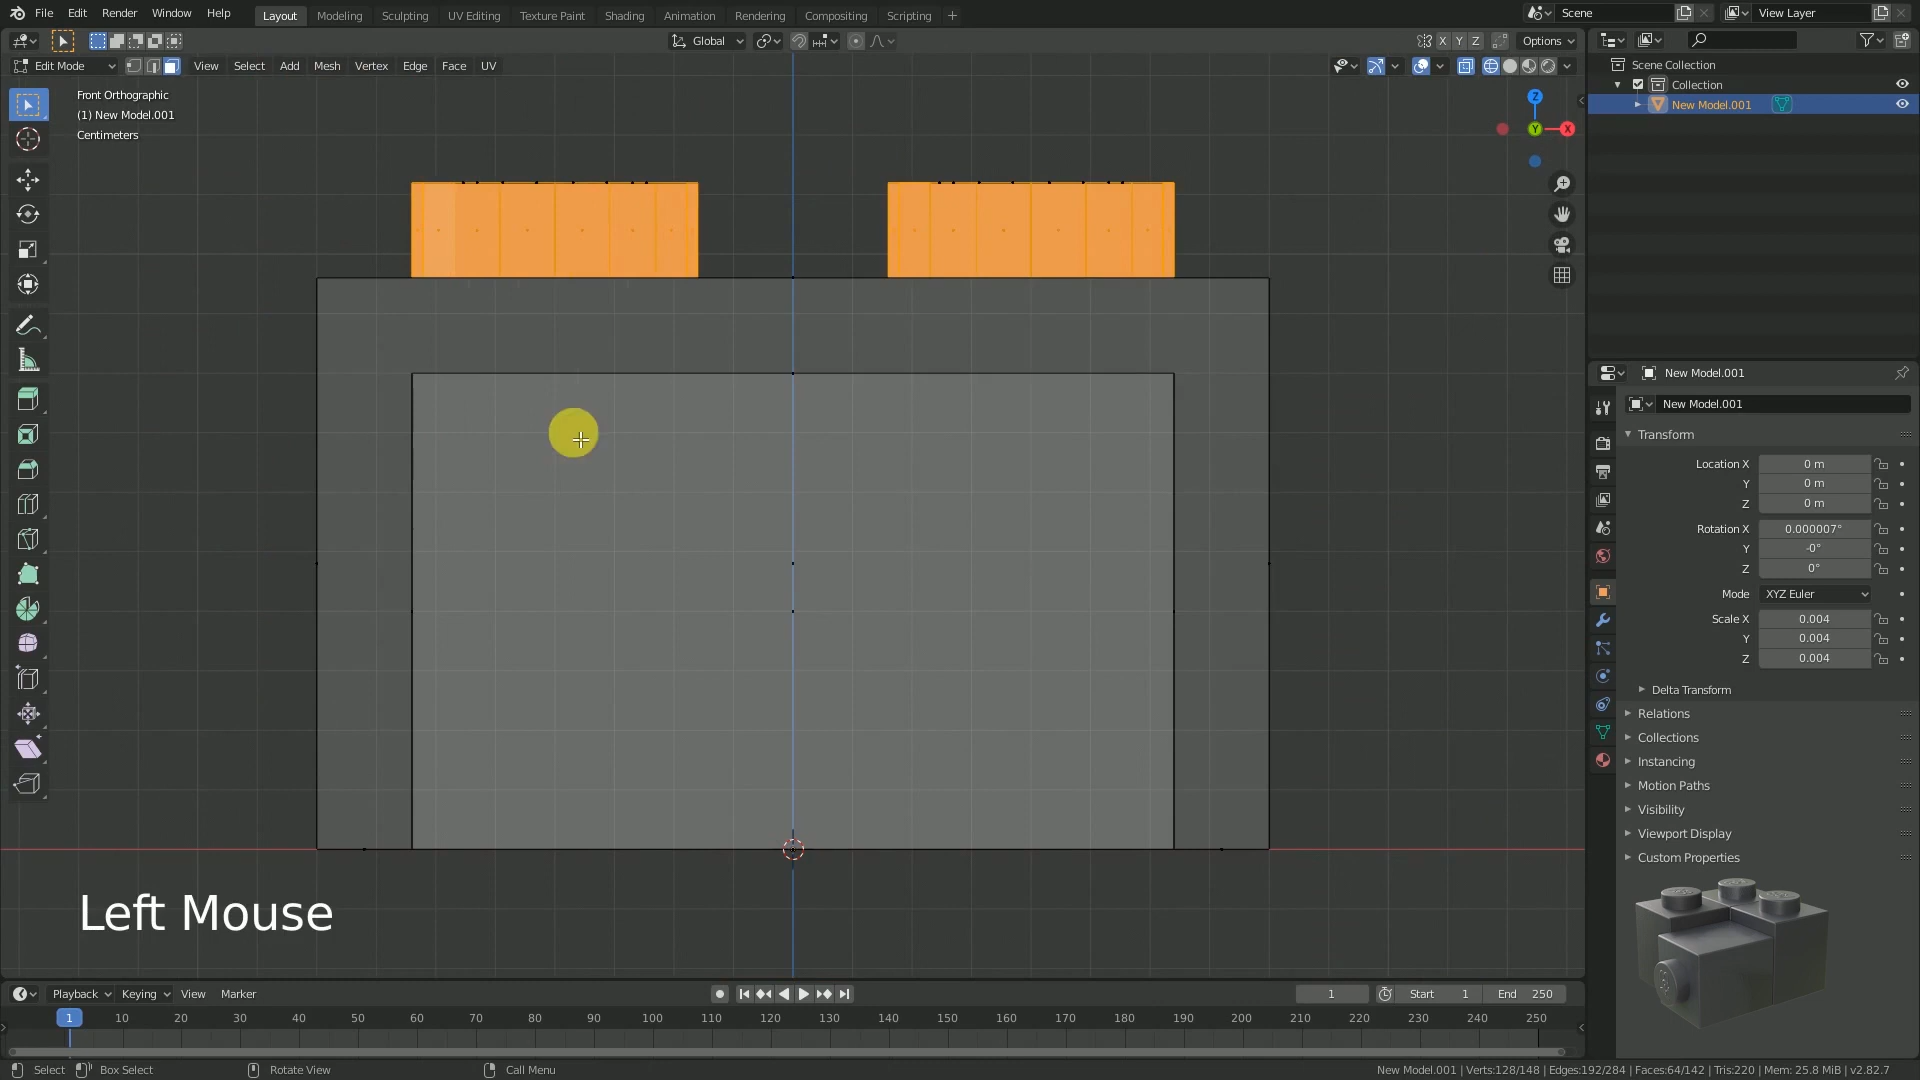 File Edit Render Window Help Layout Modeling Sculpting UV Editing Texture Paint Shading Animation Rendering Compositing Scripting + Scene View Layer
Global X Y Z Options
Edit Mode View Select Add Mesh Vertex Edge Face UV
Scene Collection
Collection
New Model.001
Front Orthographic
(1) New Model.001
Centimeters
Z
Y
X
New Model.001
New Model.001
Transform
Location X 0 m
Y 0 m
Z 0 m
Rotation X 0.000007°
Y -0°
Z 0°
Mode XYZ Euler
Scale X 0.004
Y 0.004
Z 0.004
Delta Transform
Relations
Collections
Instancing
Motion Paths
Visibility
Viewport Display
Custom Properties
Left Mouse
Playback Keying View Marker 1 Start 1 End 250
1 10 20 30 40 50 60 70 80 90 100 110 120 130 140 150 160 170 180 190 200 210 220 230 240 250
Select Box Select Rotate View Call Menu New Model.001 | Verts:128/148 | Edges:192/284 | Faces:64/142 | Tris:220 | Mem: 25.8 MiB | v2.82.7